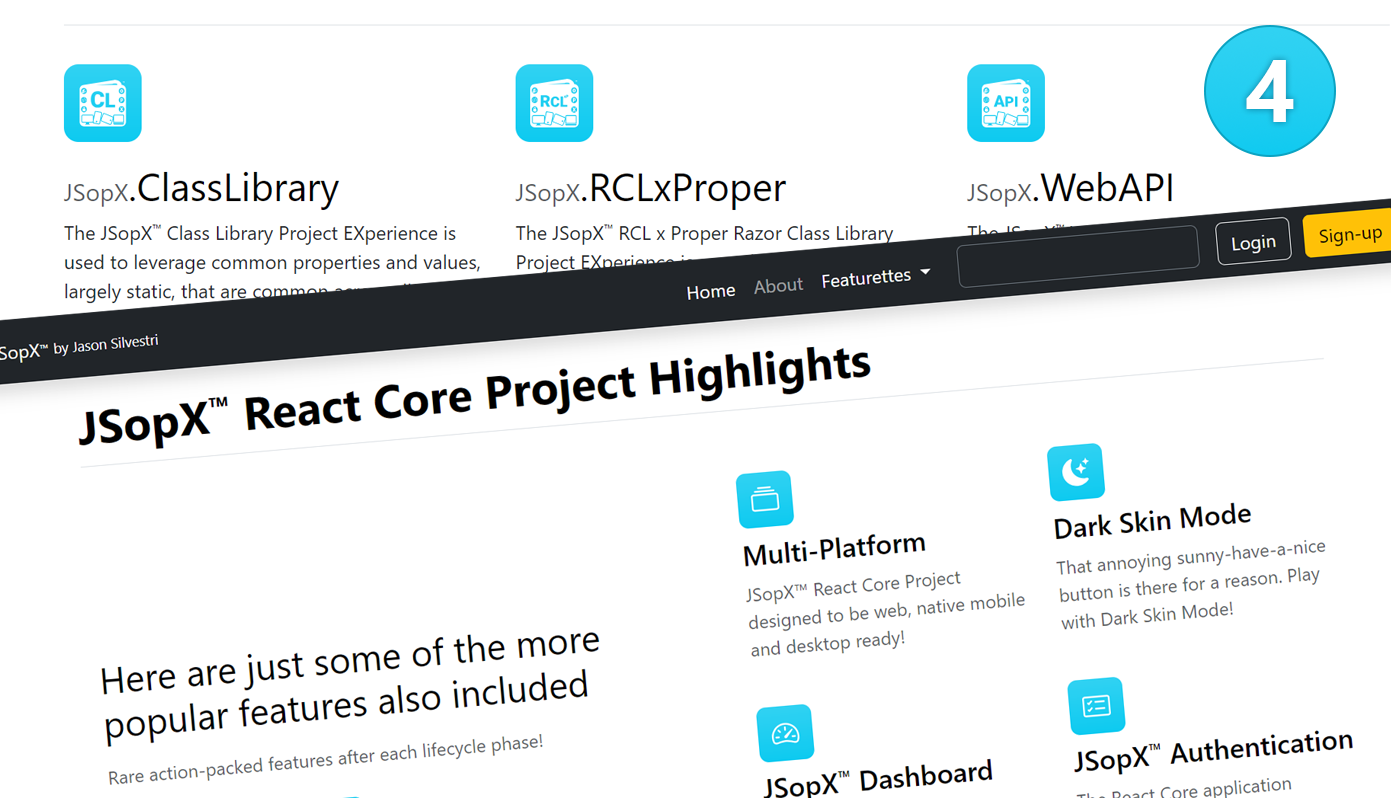 CL
RCL
API
4
JSopX.ClassLibrary
JSopX.RCLxProper
JSopX.WebAPI
The JSopX™ Class Library Project EXperience is
used to leverage common properties and values,
largely static, that are common
The JSopX™ RCL x Proper Razor Class Library
Project EXperience is
The JSopX™
SopX™ by Jason Silvestri
Home
About
Featurettes
Login
Sign-up
JSopX™ React Core Project Highlights
Here are just some of the more
popular features also included
Rare action-packed features after each lifecycle phase!
Multi-Platform
JSopX™ React Core Project
designed to be web, native mobile
and desktop ready!
Dark Skin Mode
That annoying sunny-have-a-nice
button is there for a reason. Play
with Dark Skin Mode!
JSopX™ Dashboard
JSopX™ Authentication
The React Core application